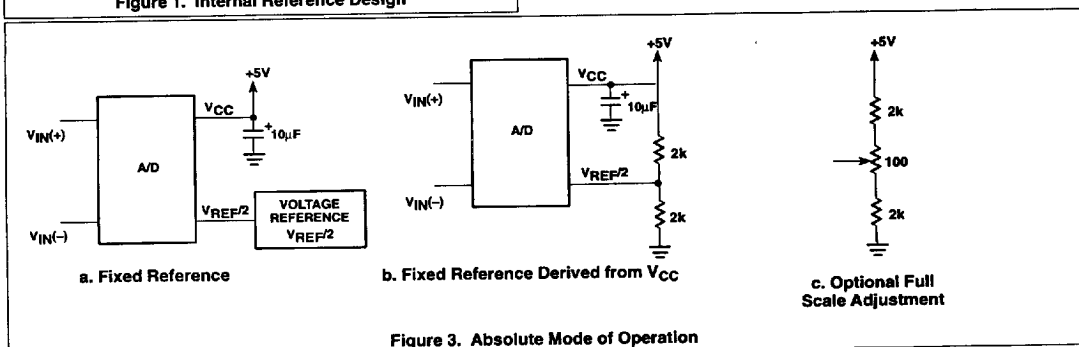 Figure 1. Internal Reference Design
+5V
VCC
VIN(+)
+
10µF
A/D
VREF/2
VIN(–)
VOLTAGE
REFERENCE
VREF/2
a. Fixed Reference
+5V
VCC
VIN(+)
+
10µF
A/D
2k
VREF/2
VIN(–)
2k
b. Fixed Reference Derived from VCC
+5V
2k
100
2k
c. Optional Full
Scale Adjustment
Figure 3. Absolute Mode of Operation